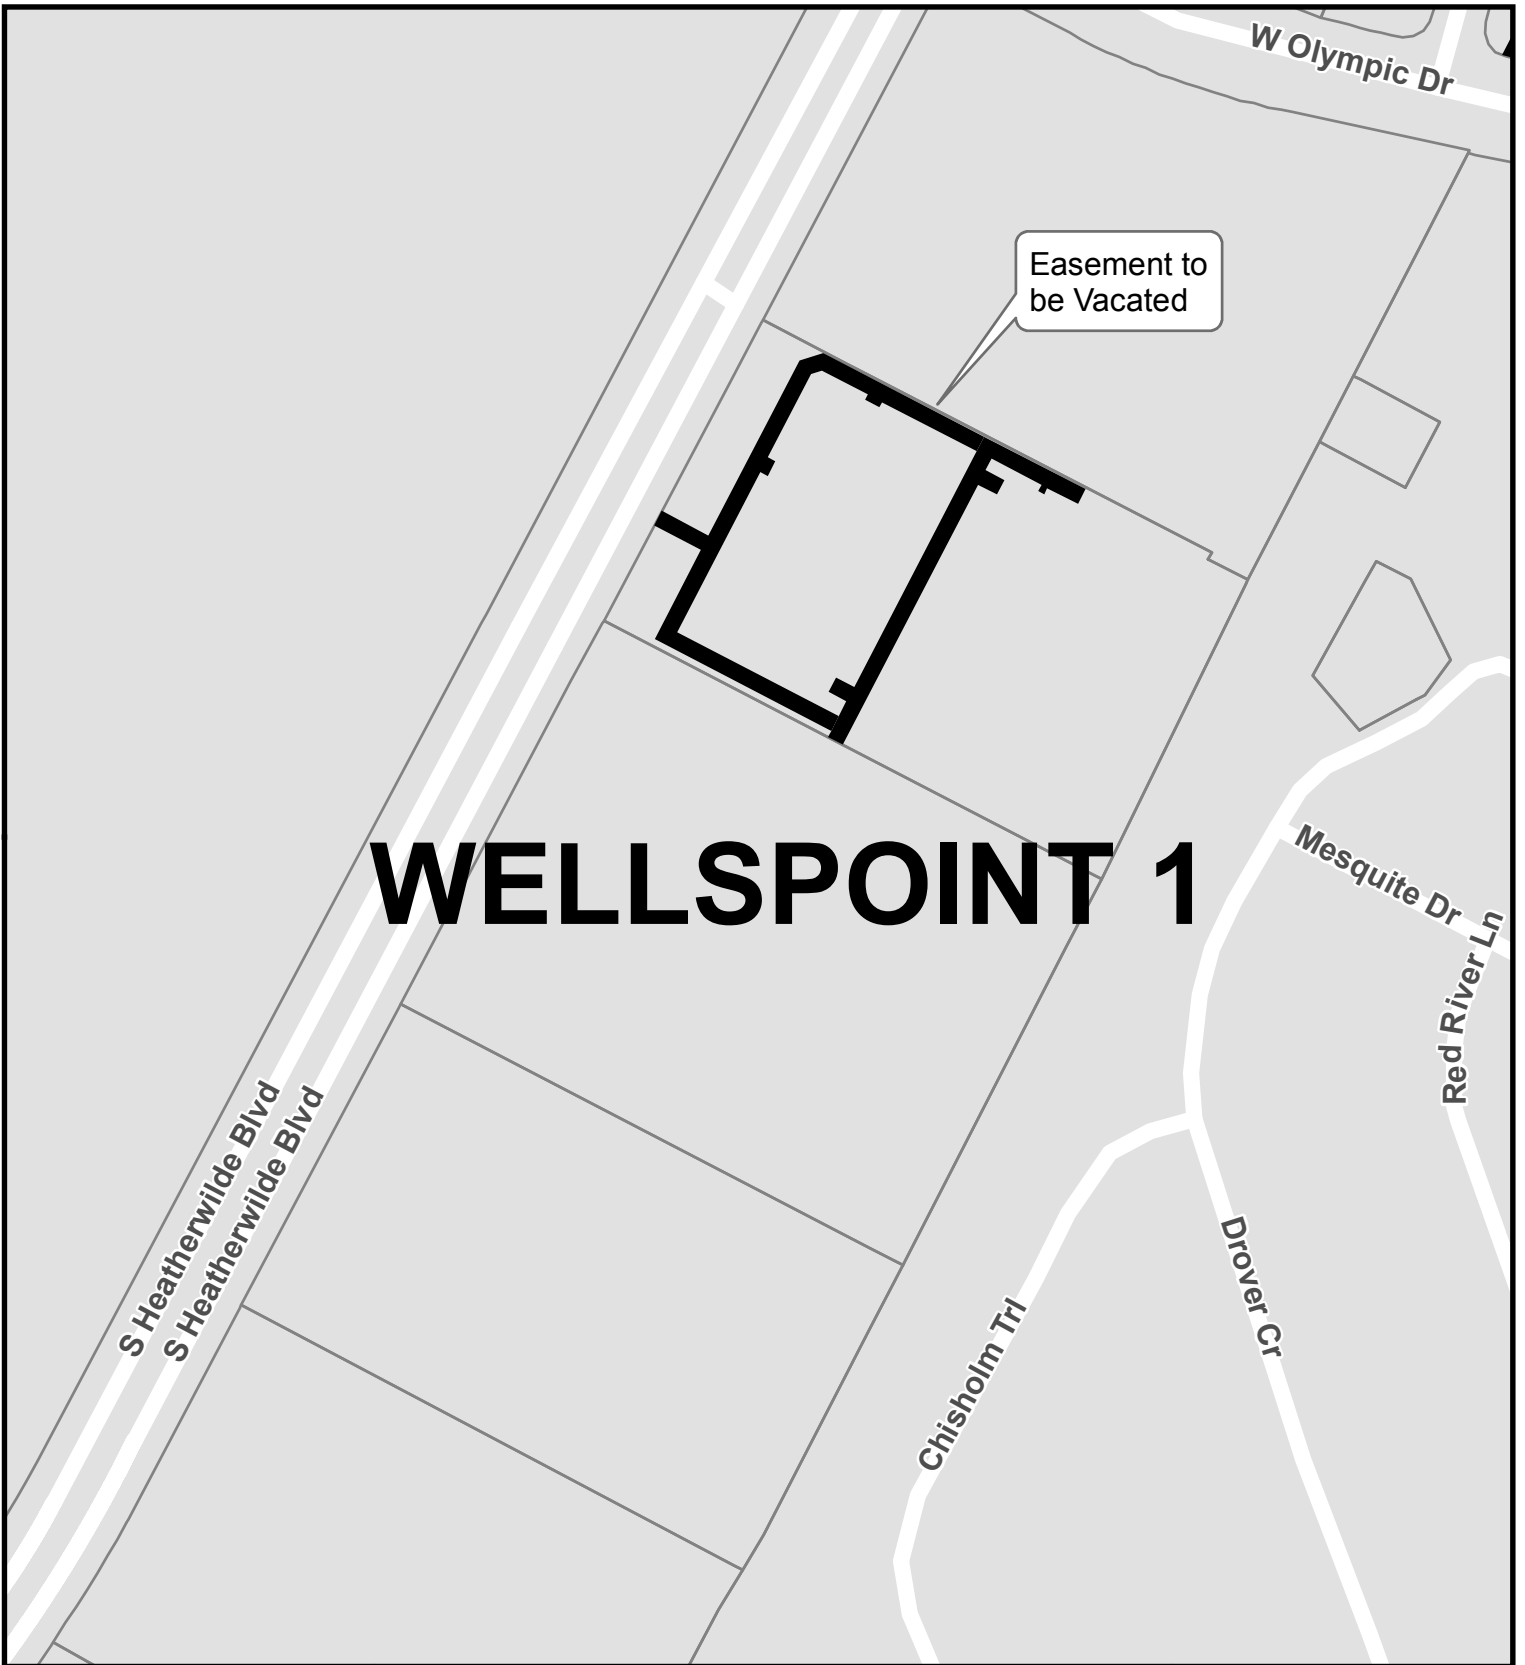 W Olympic Dr
Easement to
be Vacated
WELLSPOINT 1
Mesquite Dr
Red River Ln
S Heatherwilde Blvd
S Heatherwilde Blvd
Drover Cr
Chisholm Trl